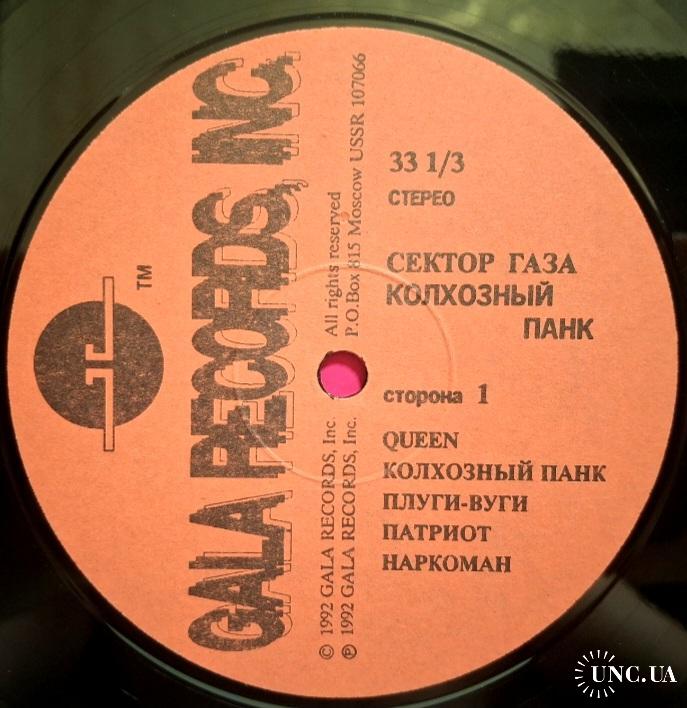 GALA RECORDS, INC.
TM
All rights reserved
P.O.Box 815 Moscow USSR 107066
© 1992 GALA RECORDS, Inc.
℗ 1992 GALA RECORDS, Inc.
33 1/3
СТЕРЕО
СЕКТОР ГАЗА
КОЛХОЗНЫЙ
ПАНК
сторона 1
QUEEN
КОЛХОЗНЫЙ ПАНК
ПЛУГИ-ВУГИ
ПАТРИОТ
НАРКОМАН
UNC.UA